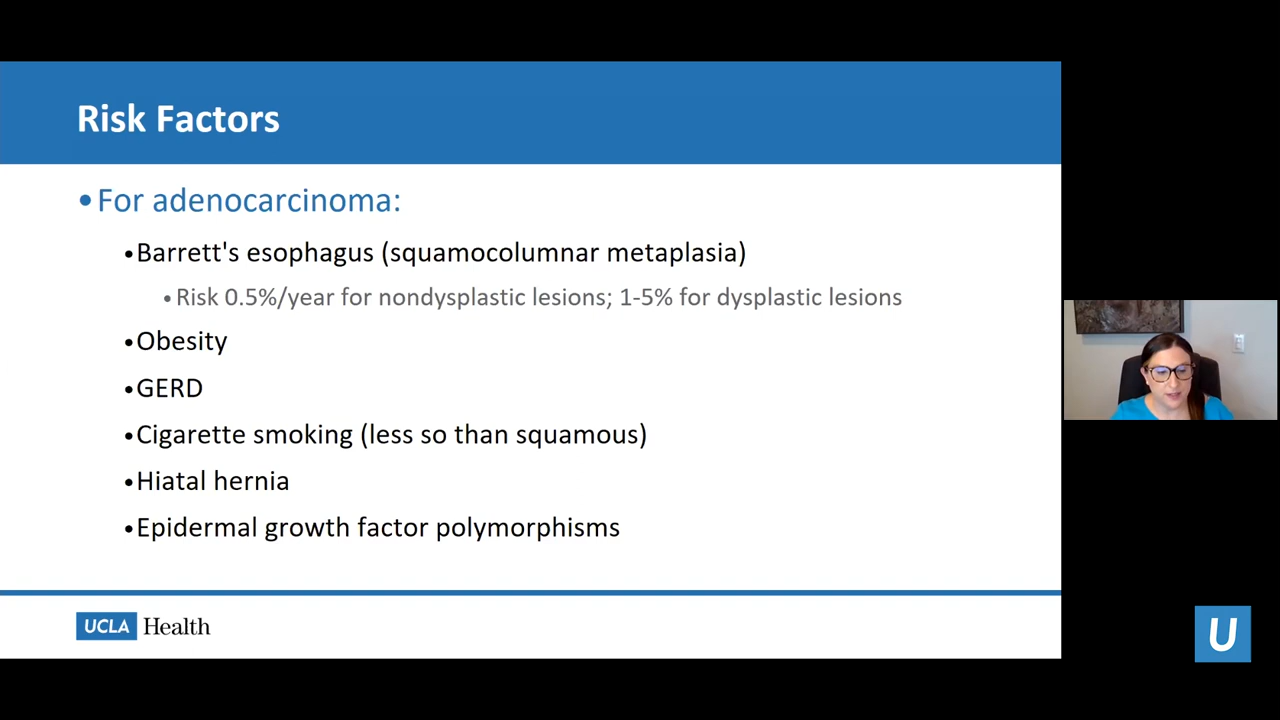 Risk Factors
•For adenocarcinoma:
•Barrett's esophagus (squamocolumnar metaplasia)
•Risk 0.5%/year for nondysplastic lesions; 1-5% for dysplastic lesions
•Obesity
•GERD
•Cigarette smoking (less so than squamous)
•Hiatal hernia
•Epidermal growth factor polymorphisms
UCLA Health
U